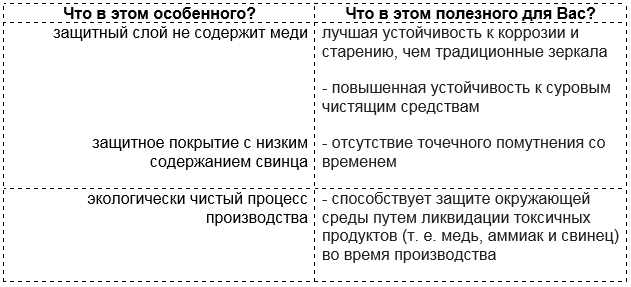 Что в этом особенного? Что в этом полезного для Вас?
защитный слой не содержит меди лучшая устойчивость к коррозии и
старению, чем традиционные зеркала
- повышенная устойчивость к суровым
чистящим средствам
защитное покрытие с низким - отсутствие точечного помутнения со
содержанием свинца временем
экологически чистый процесс - способствует защите окружающей
производства среды путем ликвидации токсичных
продуктов (т. е. медь, аммиак и свинец)
во время производства